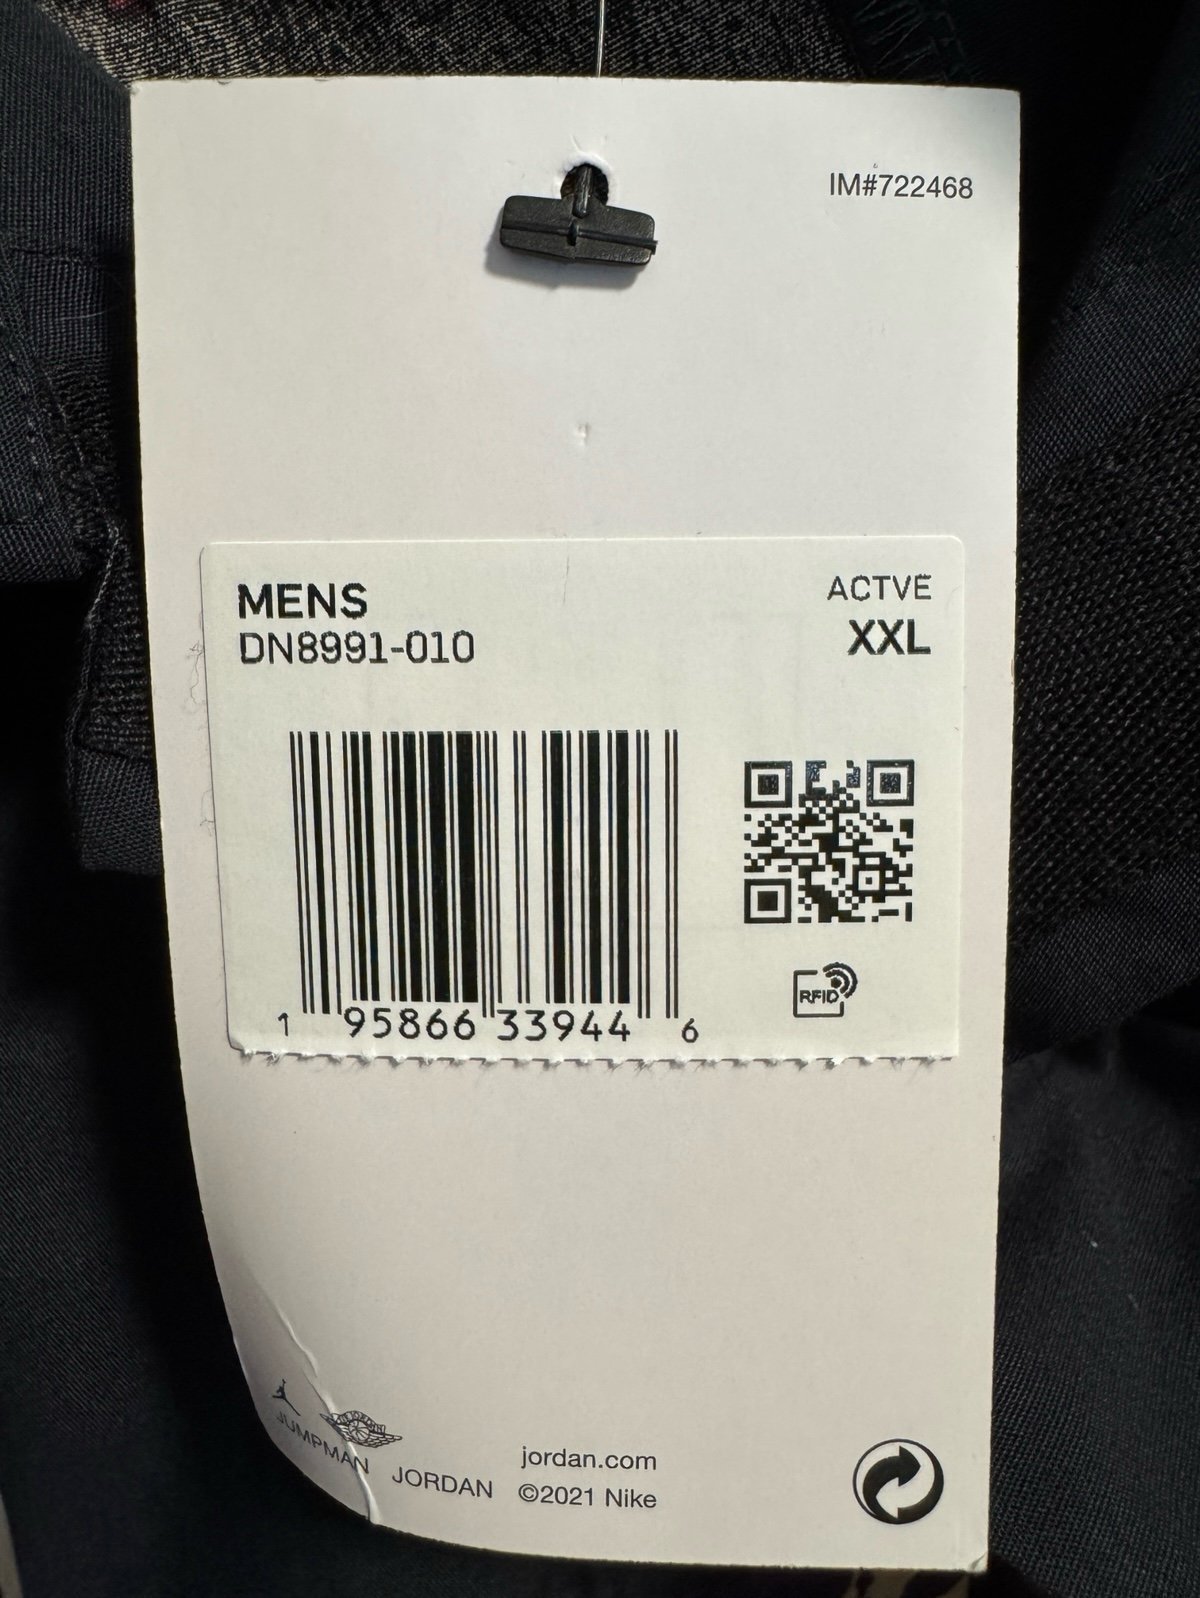 IM#722468
MENS
ACTVE
DN8991-010
XXL
1 95866 33944 6
RFID
JUMPMAN
JORDAN
jordan.com
©2021 Nike